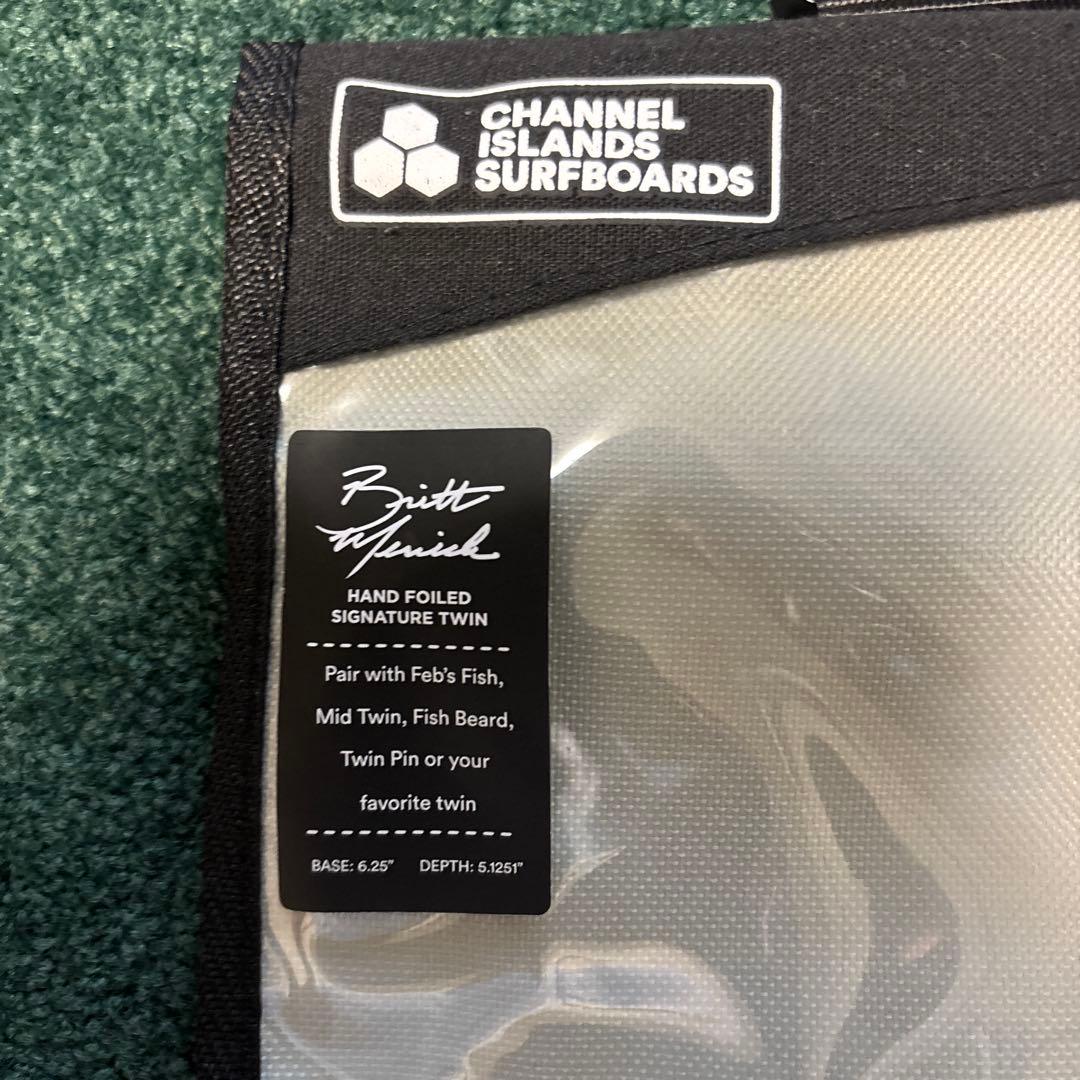 CHANNEL
ISLANDS
SURFBOARDS
Britt
Merrick
HAND FOILED
SIGNATURE TWIN
Pair with Feb's Fish,
Mid Twin, Fish Beard,
Twin Pin or your
favorite twin
BASE: 6.25" DEPTH: 5.1251"